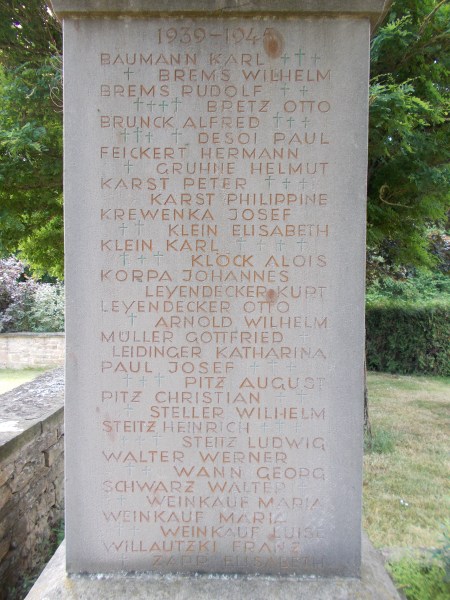 1939-1945
BAUMANN KARL †††
† BREMS WILHELM
BREMS RUDOLF ††
†††† BRETZ OTTO
BRUNCK ALFRED †††
††† † DESOI PAUL
FEICKERT HERMANN
† GRUHNE HELMUT
KARST PETER †††
KARST PHILIPPINE
KREWENKA JOSEF
†† KLEIN ELISABETH
KLEIN KARL ††††
††† KLOCK ALOIS
KORPA JOHANNES
LEYENDECKER KURT
LEYENDECKER OTTO
† ARNOLD WILHELM
MÜLLER GOTTFRIED †
LEIDINGER KATHARINA
PAUL JOSEF †††
††† PITZ AUGUST
PITZ CHRISTIAN ††
† STELLER WILHELM
STEITZ HEINRICH ††
†† STEITZ LUDWIG
WALTER WERNER
†† WANN GEORG
SCHWARZ WALTER †
† WEINKAUF MARIA
WEINKAUF MARIA
WEINKAUF LUISE
WILLAUTZKI FRANZ
† ZAPP ELISABETH